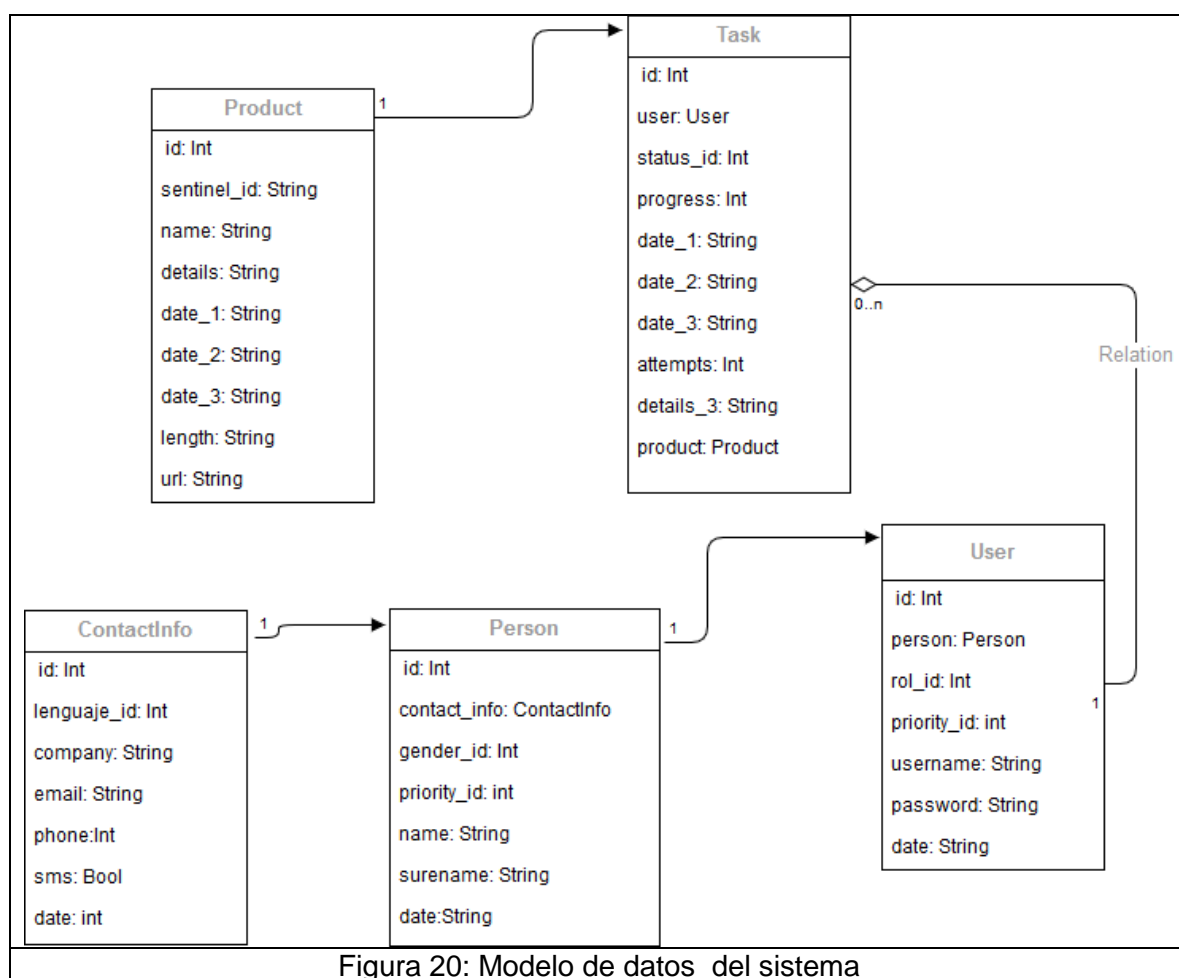 Task
id: Int
user: User
status_id: Int
progress: Int
date_1: String
date_2: String
date_3: String
attempts: Int
details_3: String
product: Product
Product
1
id: Int
sentinel_id: String
name: String
details: String
date_1: String
date_2: String
date_3: String
length: String
url: String
0..n
Relation
User
id: Int
person: Person
rol_id: Int
1
priority_id: int
username: String
password: String
date: String
ContactInfo
1
id: Int
lenguaje_id: Int
company: String
email: String
phone:Int
sms: Bool
date: int
Person
1
id: Int
contact_info: ContactInfo
gender_id: Int
priority_id: int
name: String
surename: String
date:String
Figura 20: Modelo de datos  del sistema